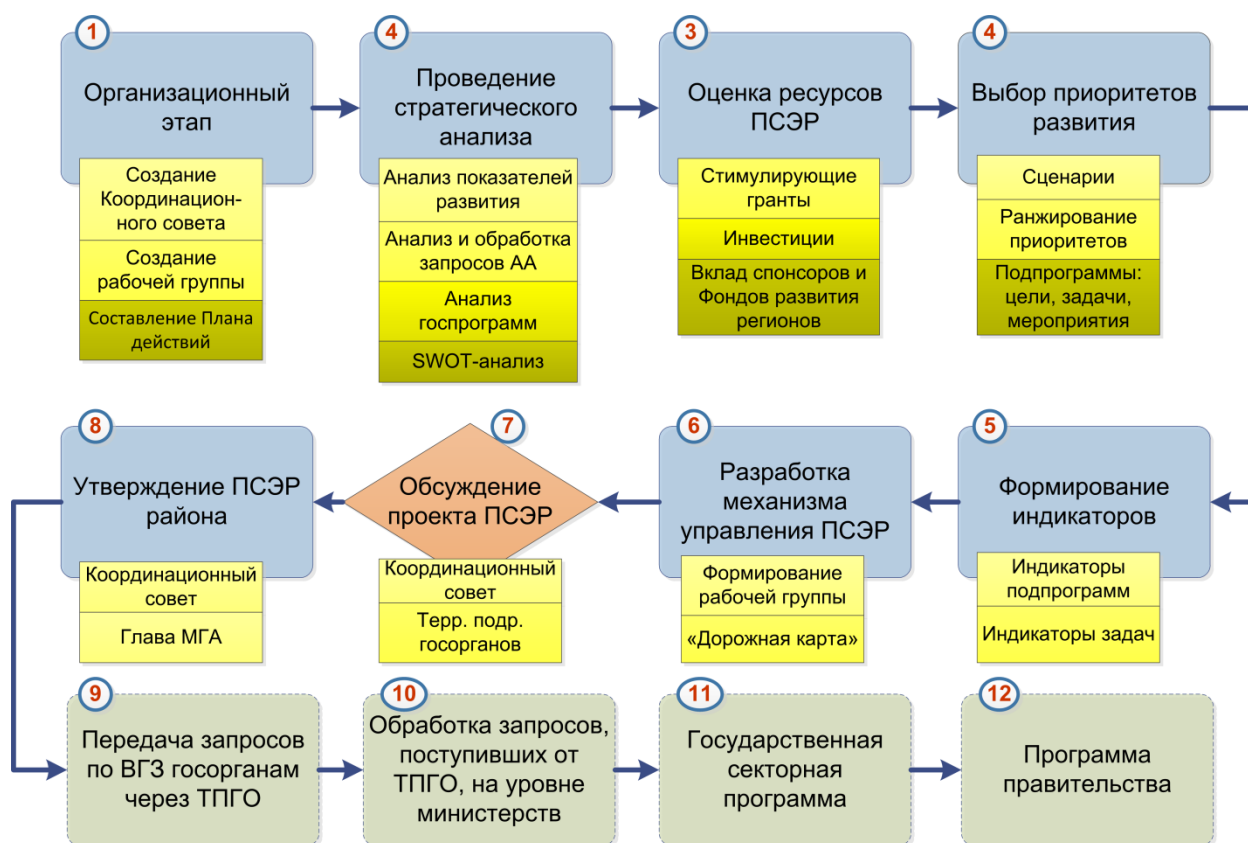 1
Организационный
этап
Создание
Координацион-
ного совета
Создание
рабочей группы
Составление Плана
действий
4
Проведение
стратегического
анализа
Анализ показателей
развития
Анализ и обработка
запросов АА
Анализ
госпрограмм
SWOT-анализ
3
Оценка ресурсов
ПСЭР
Стимулирующие
гранты
Инвестиции
Вклад спонсоров и
Фондов развития
регионов
4
Выбор приоритетов
развития
Сценарии
Ранжирование
приоритетов
Подпрограммы:
цели, задачи,
мероприятия
8
Утверждение ПСЭР
района
Координационный
совет
Глава МГА
7
Обсуждение
проекта ПСЭР
Координационный
совет
Терр. подр.
госорганов
6
Разработка
механизма
управления ПСЭР
Формирование
рабочей группы
«Дорожная карта»
5
Формирование
индикаторов
Индикаторы
подпрограмм
Индикаторы задач
9
Передача запросов
по ВГЗ госорганам
через ТПГО
10
Обработка запросов,
поступивших от
ТПГО, на уровне
министерств
11
Государственная
секторная
программа
12
Программа
правительства